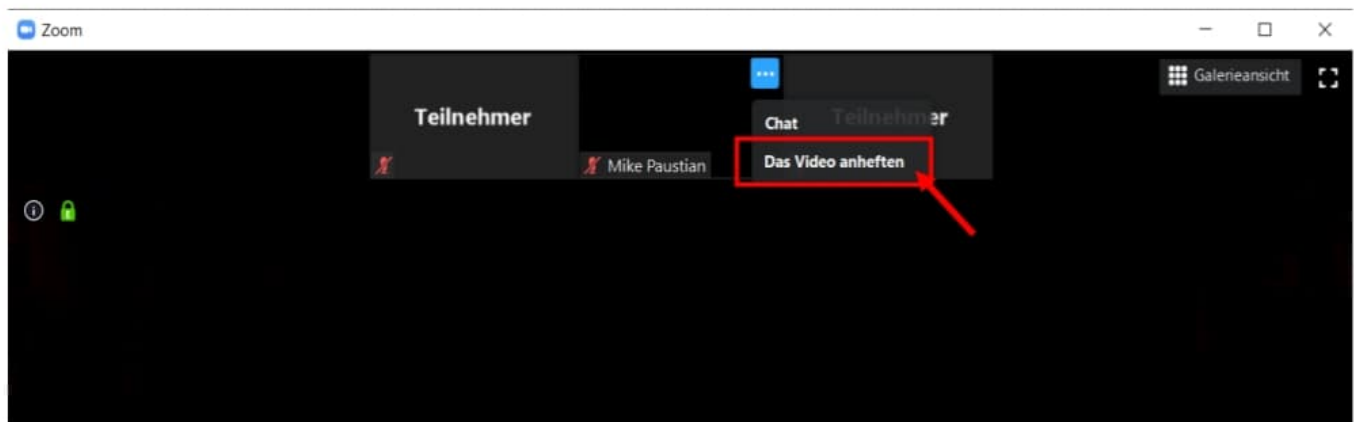 Zoom
Galerieansicht
Teilnehmer
Chat
Teilnehmer
Mike Paustian
Das Video anheften